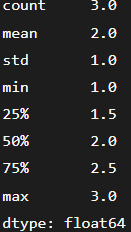 count 3.0
mean 2.0
std 1.0
min 1.0
25% 1.5
50% 2.0
75% 2.5
max 3.0
dtype: float64